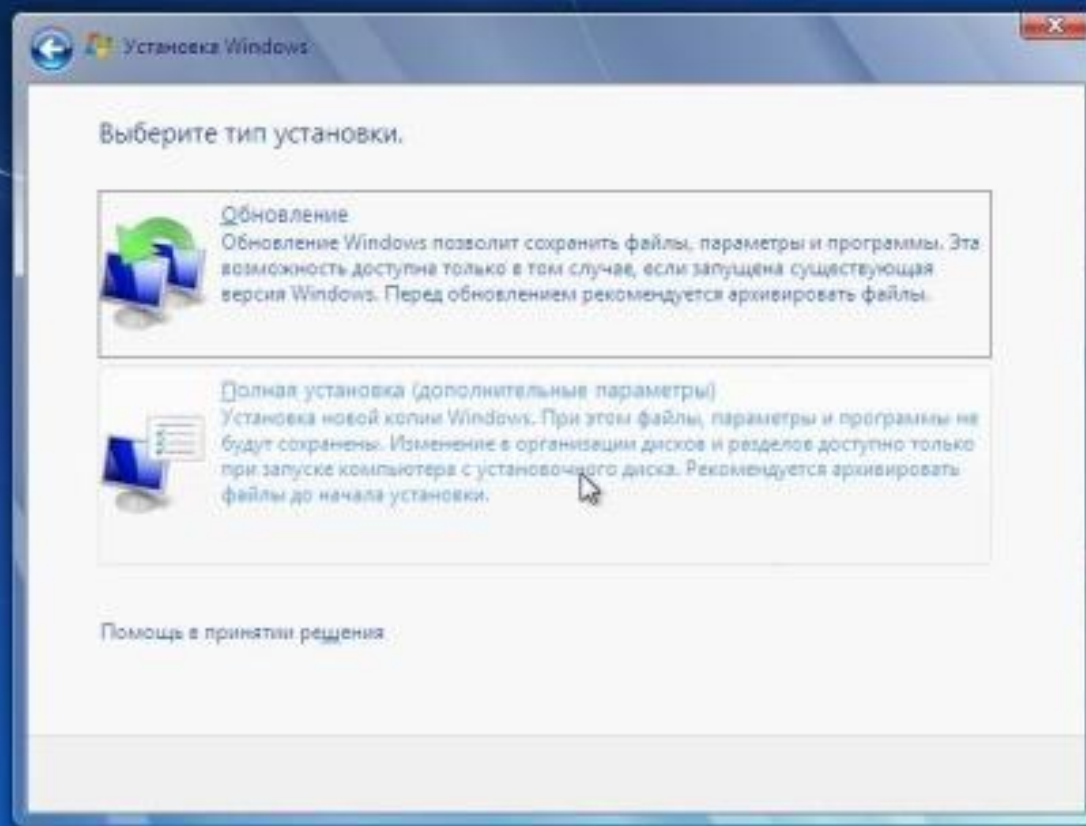 Установка Windows
Выберите тип установки.
Обновление
Обновление Windows позволит сохранить файлы, параметры и программы. Эта
возможность доступна только в том случае, если запущена существующая
версия Windows. Перед обновлением рекомендуется архивировать файлы.
Полная установка (дополнительные параметры)
Установка новой копии Windows. При этом файлы, параметры и программы не
будут сохранены. Изменение в организации дисков и разделов доступно только
при запуске компьютера с установочного диска. Рекомендуется архивировать
файлы до начала установки.
Помощь в принятии решения